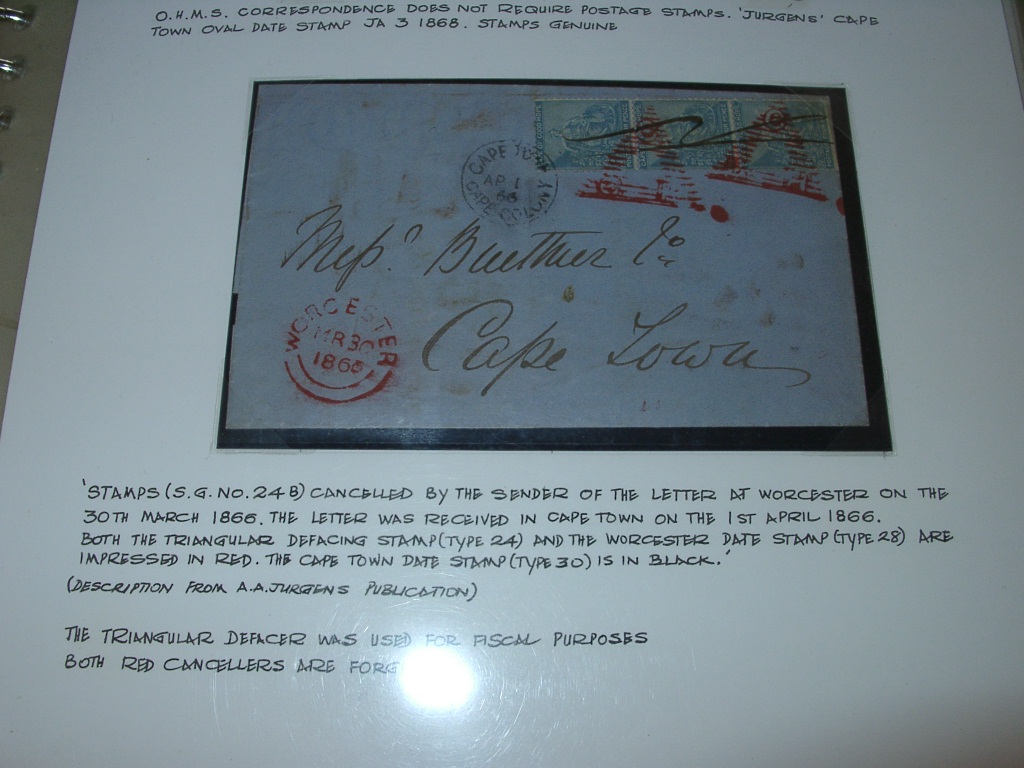 O.H.M.S. CORRESPONDENCE DOES NOT REQUIRE POSTAGE STAMPS. 'JURGENS' CAPE
TOWN OVAL DATE STAMP JA 3 1868. STAMPS GENUINE
CAPE TOWN
AP 1
66
CAPE COLONY
Messrs Buettner & Co
Cape Town
WORCESTER
MR 30
1866
'STAMPS (S.G. NO. 24B) CANCELLED BY THE SENDER OF THE LETTER AT WORCESTER ON THE
30TH MARCH 1866. THE LETTER WAS RECEIVED IN CAPE TOWN ON THE 1ST APRIL 1866.
BOTH THE TRIANGULAR DEFACING STAMP (TYPE 24) AND THE WORCESTER DATE STAMP (TYPE 28) ARE
IMPRESSED IN RED. THE CAPE TOWN DATE STAMP (TYPE 30) IS IN BLACK.'
(DESCRIPTION FROM A.A. JURGENS PUBLICATION)
THE TRIANGULAR DEFACER WAS USED FOR FISCAL PURPOSES
BOTH RED CANCELLERS ARE FORG